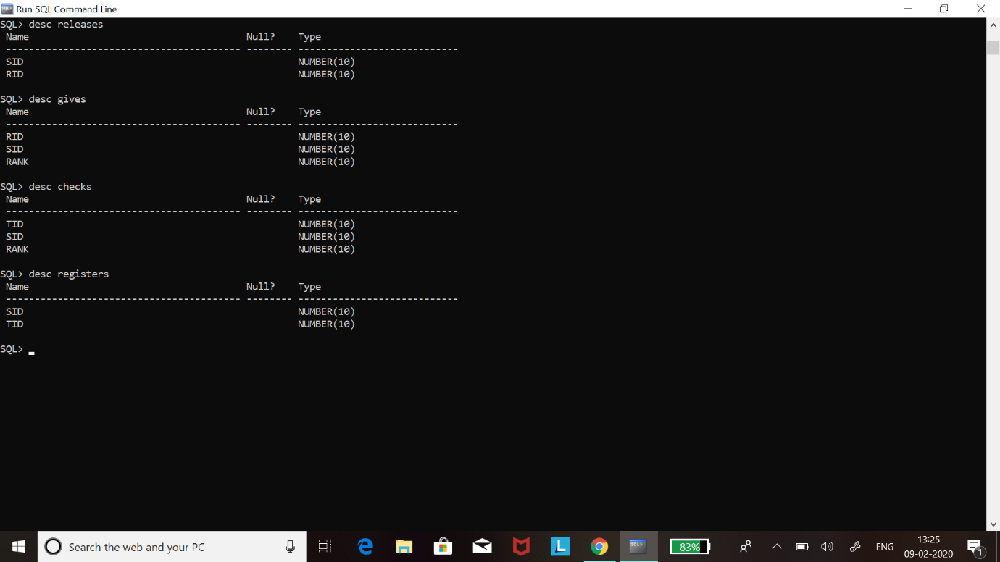 Run SQL Command Line
SQL> desc releases
Name Null? Type
----------------------------------------- -------- ----------------------------
SID NUMBER(10)
RID NUMBER(10)
SQL> desc gives
Name Null? Type
----------------------------------------- -------- ----------------------------
RID NUMBER(10)
SID NUMBER(10)
RANK NUMBER(10)
SQL> desc checks
Name Null? Type
----------------------------------------- -------- ----------------------------
TID NUMBER(10)
SID NUMBER(10)
RANK NUMBER(10)
SQL> desc registers
Name Null? Type
----------------------------------------- -------- ----------------------------
SID NUMBER(10)
TID NUMBER(10)
SQL> _
Search the web and your PC
83%
ENG
13:25
09-02-2020
1